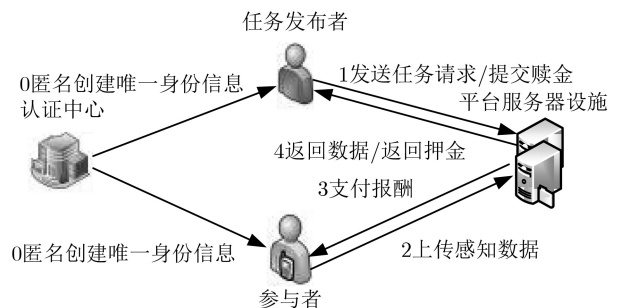 任务发布者
0匿名创建唯一身份信息
认证中心
1发送任务请求/提交赎金
平台服务器设施
4返回数据/返回押金
3支付报酬
0匿名创建唯一身份信息
2上传感知数据
参与者